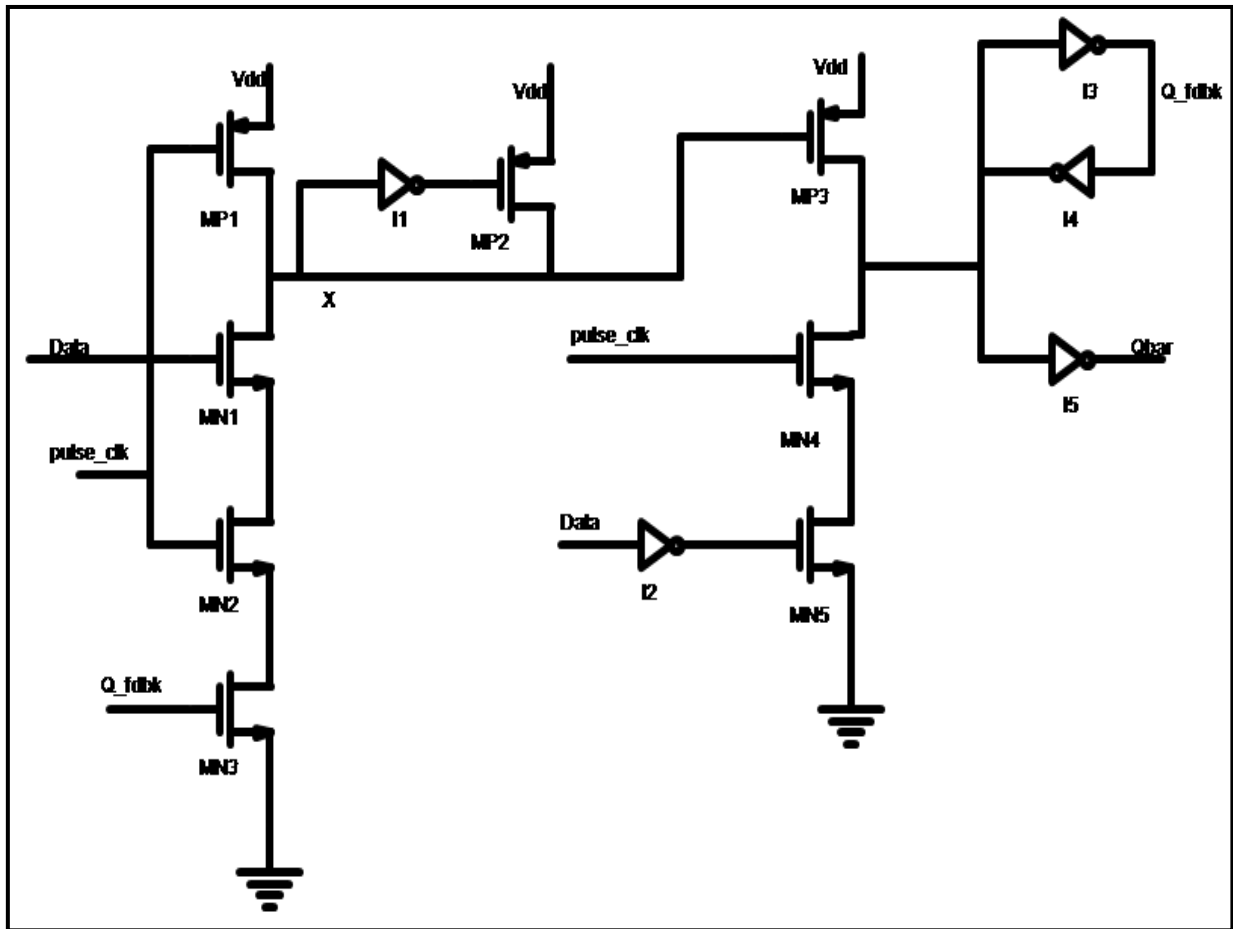 Vdd
Vdd
Vdd
I3
Q_fdbk
MP1
I1
MP2
MP3
I4
X
Data
pulse_clk
Qbar
MN1
I5
pulse_clk
MN4
Data
I2
MN2
MN5
Q_fdbk
MN3